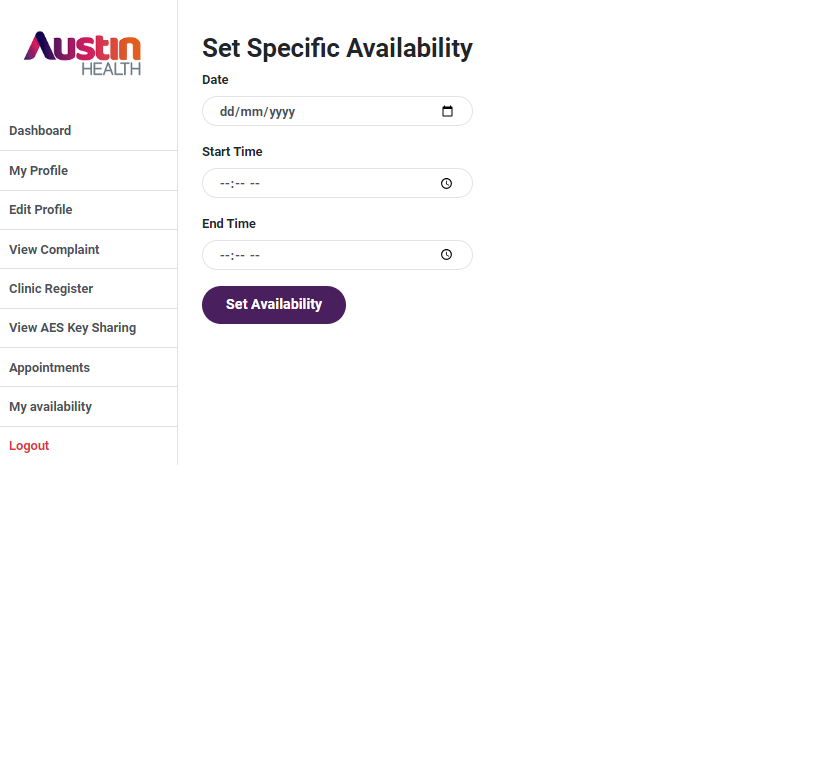 Austin
HEALTH
Dashboard
My Profile
Edit Profile
View Complaint
Clinic Register
View AES Key Sharing
Appointments
My availability
Logout
Set Specific Availability
Date
dd/mm/yyyy
Start Time
--:-- --
End Time
--:-- --
Set Availability